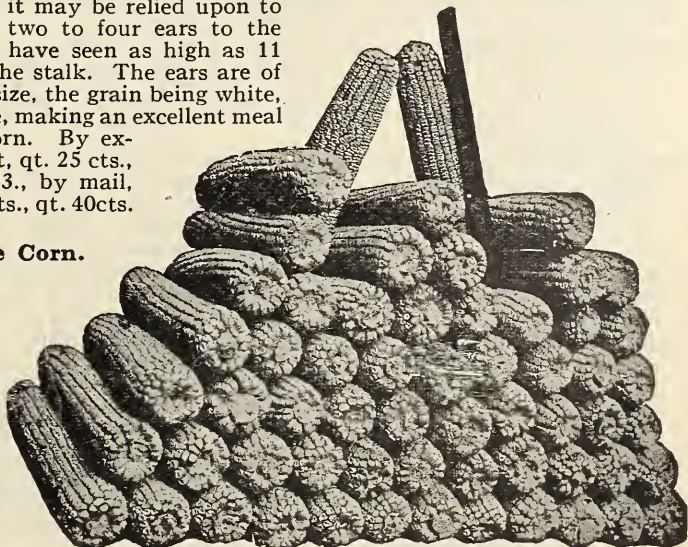 it may be relied upon to
two to four ears to the
have seen as high as 11
he stalk. The ears are of
size, the grain being white,
e, making an excellent meal
orn. By ex-
t, qt. 25 cts.,
3., by mail,
ts., qt. 40cts.
e Corn.